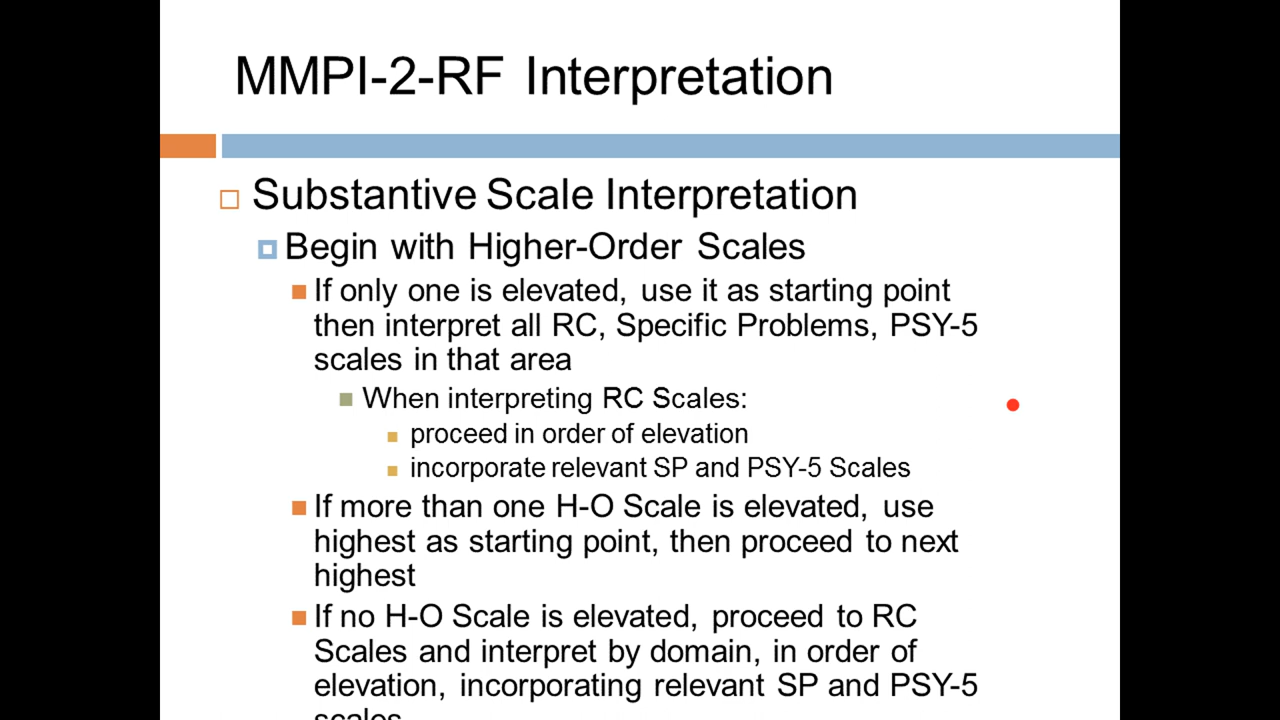 MMPI-2-RF Interpretation
Substantive Scale Interpretation
Begin with Higher-Order Scales
If only one is elevated, use it as starting point
then interpret all RC, Specific Problems, PSY-5
scales in that area
When interpreting RC Scales:
proceed in order of elevation
incorporate relevant SP and PSY-5 Scales
If more than one H-O Scale is elevated, use
highest as starting point, then proceed to next
highest
If no H-O Scale is elevated, proceed to RC
Scales and interpret by domain, in order of
elevation, incorporating relevant SP and PSY-5
scales